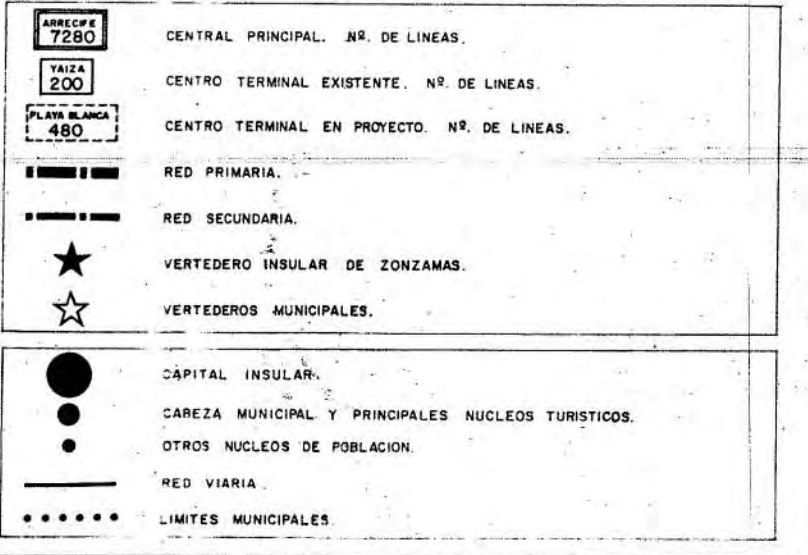 ARRECIFE
7280
CENTRAL PRINCIPAL. Nº. DE LINEAS.
YAIZA
200
CENTRO TERMINAL EXISTENTE. Nº. DE LINEAS.
PLAYA BLANCA
480
CENTRO TERMINAL EN PROYECTO. Nº. DE LINEAS.
RED PRIMARIA.
RED SECUNDARIA.
VERTEDERO INSULAR DE ZONZAMAS.
VERTEDEROS MUNICIPALES.
CAPITAL INSULAR.
CABEZA MUNICIPAL Y PRINCIPALES NUCLEOS TURISTICOS.
OTROS NUCLEOS DE POBLACION.
RED VIARIA.
LIMITES MUNICIPALES.